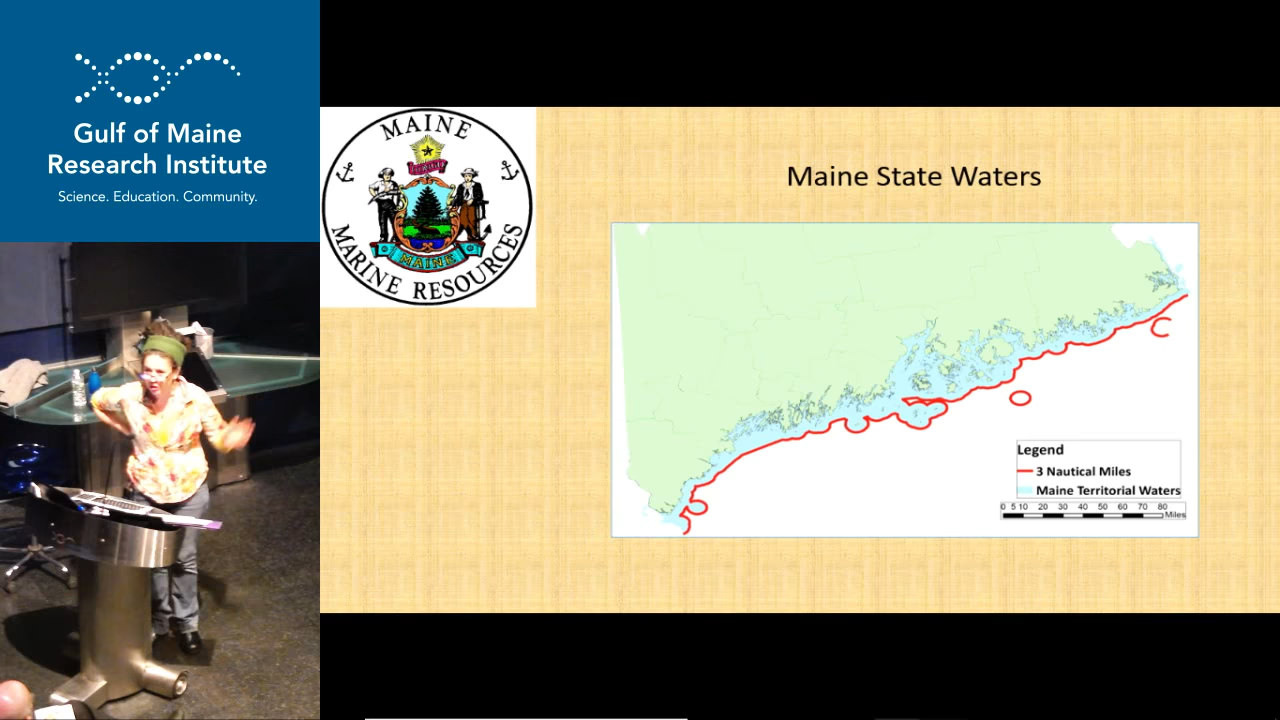 Gulf of Maine
Research Institute
Science. Education. Community.
MAINE
MARINE RESOURCES
MAINE
Maine State Waters
Legend
3 Nautical Miles
Maine Territorial Waters
0 5 10 20 30 40 50 60 70 80
Miles